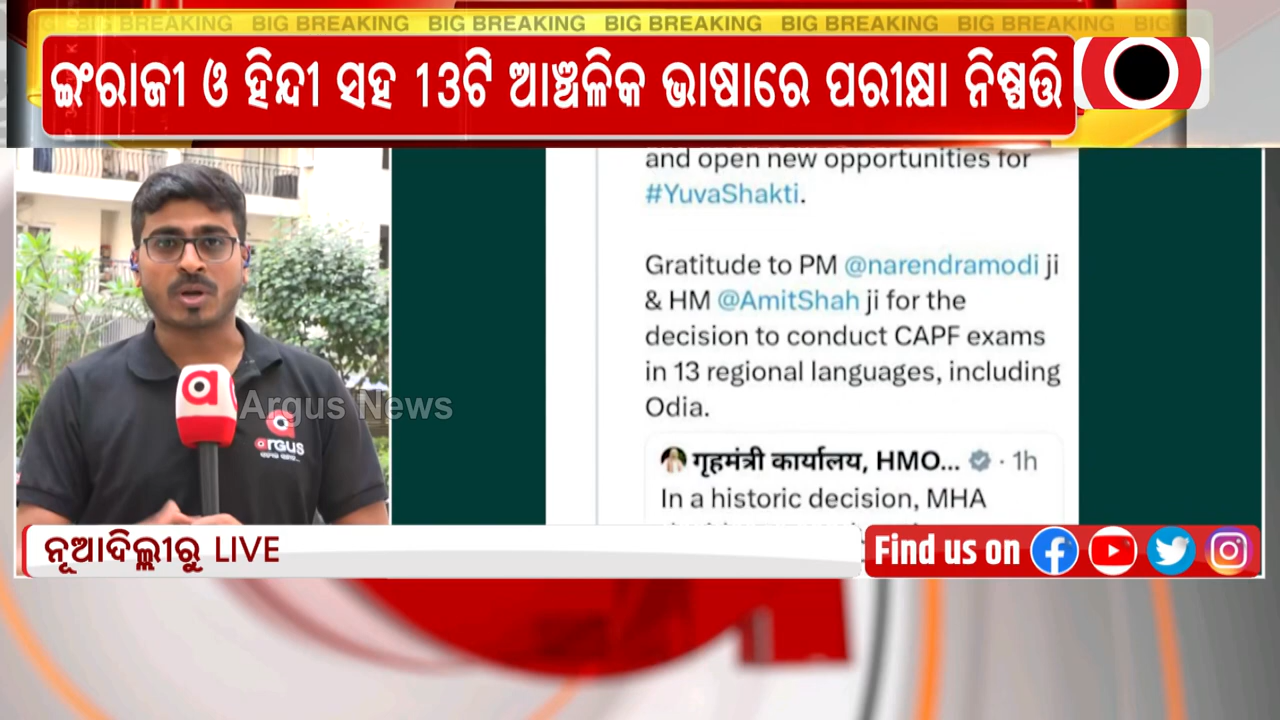 BIG BREAKING BIG BREAKING BIG BREAKING BIG BREAKING BIG BREAKING BIG BREAKING
ଇଂରାଜୀ ଓ ହିନ୍ଦୀ ସହ 13ଟି ଆଞ୍ଚଳିକ ଭାଷାରେ ପରୀକ୍ଷା ନିଷ୍ପତ୍ତି
and open new opportunities for
#YuvaShakti.
Gratitude to PM @narendramodi ji
& HM @AmitShah ji for the
decision to conduct CAPF exams
in 13 regional languages, including
Odia.
गृहमंत्री कार्यालय, HMO... · 1h
In a historic decision, MHA
Argus News
argus
ନୂଆଦିଲ୍ଲୀରୁ LIVE
Find us on